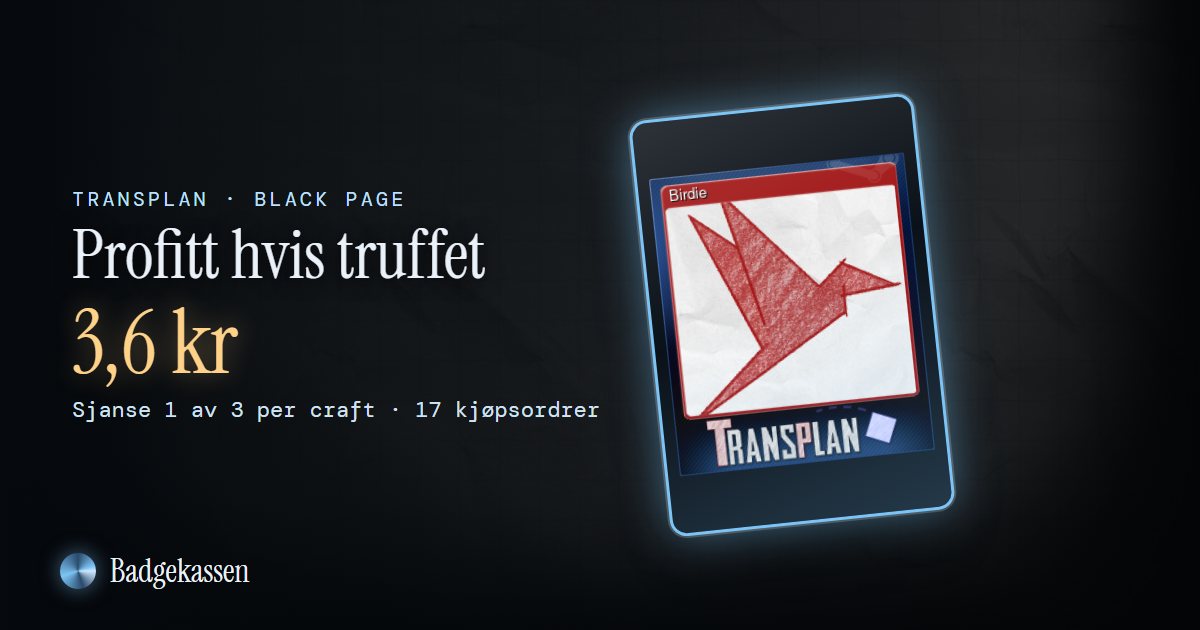 TRANSPLAN · BLACK PAGE
Profitt hvis truffet
3,6 kr
Sjanse 1 av 3 per craft · 17 kjøpsordrer
Badgekassen
Birdie
TRANSPLAN